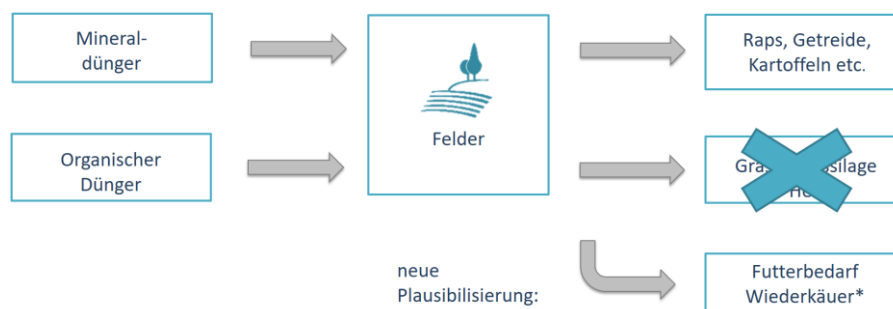 Mineral-
dünger
Raps, Getreide,
Kartoffeln etc.
Felder
Organischer
Dünger
neue
Plausibilisierung:
Futterbedarf
Wiederkäuer*